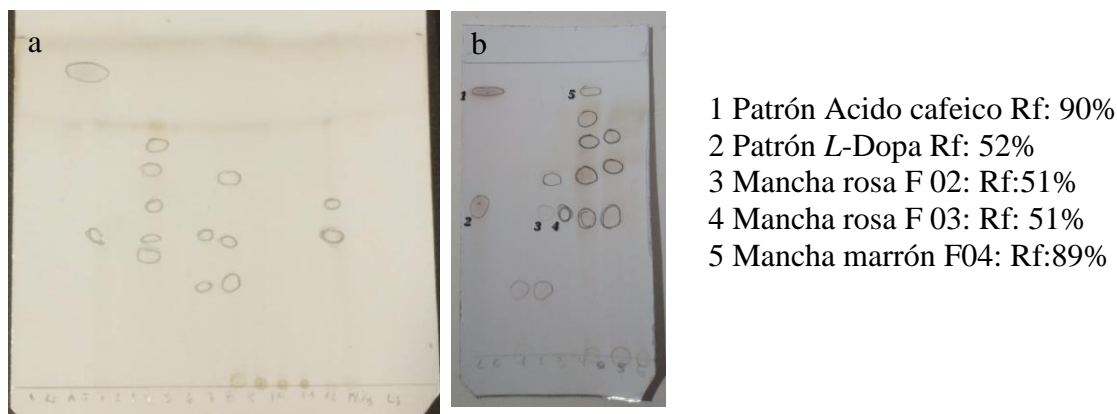 a
b
1
5
2
3 4
1 Patrón Acido cafeico Rf: 90%
2 Patrón L-Dopa Rf: 52%
3 Mancha rosa F 02: Rf:51%
4 Mancha rosa F 03: Rf: 51%
5 Mancha marrón F04: Rf:89%